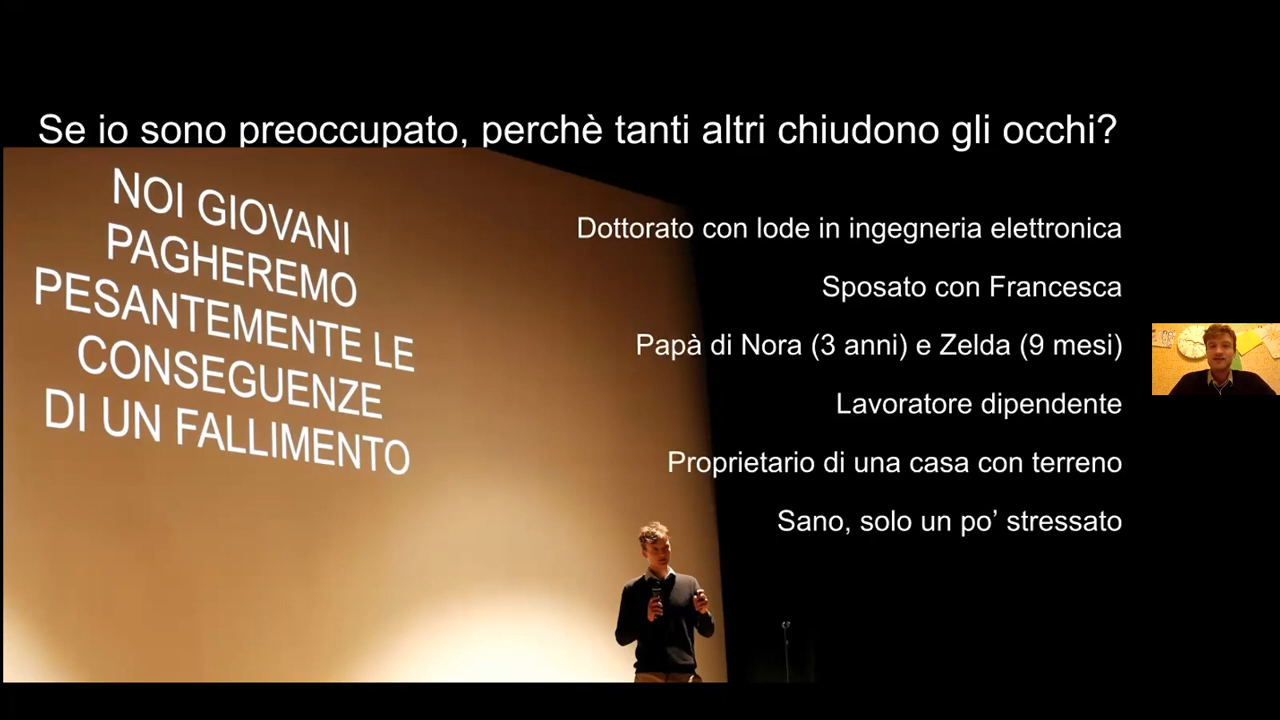 Se io sono preoccupato, perchè tanti altri chiudono gli occhi?
NOI GIOVANI
PAGHEREMO
PESANTEMENTE LE
CONSEGUENZE
DI UN FALLIMENTO
Dottorato con lode in ingegneria elettronica
Sposato con Francesca
Papà di Nora (3 anni) e Zelda (9 mesi)
Lavoratore dipendente
Proprietario di una casa con terreno
Sano, solo un po’ stressato